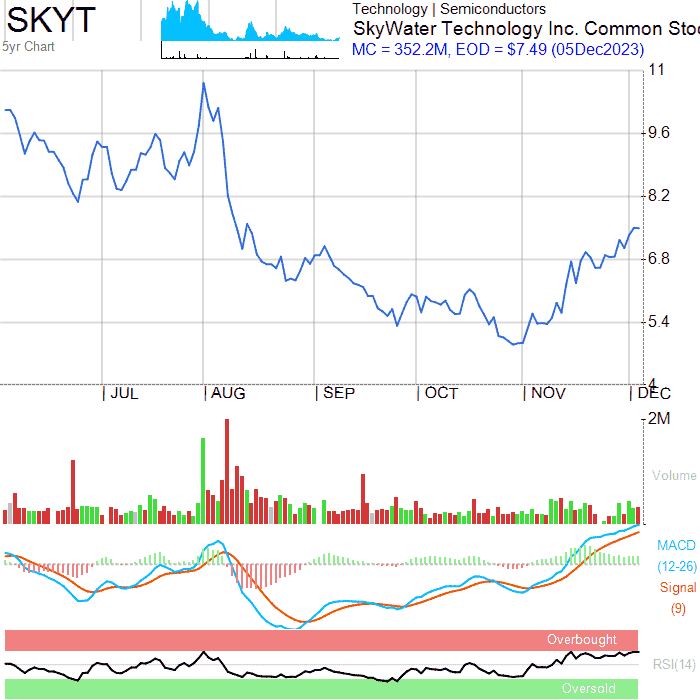 SKYT
5yr Chart
Technology | Semiconductors
SkyWater Technology Inc. Common Stoc
MC = 352.2M, EOD = $7.49 (05Dec2023)
11
9.6
8.2
6.8
5.4
4
JUL
AUG
SEP
OCT
NOV
DEC
2M
Volume
MACD
(12-26)
Signal
(9)
Overbought
RSI(14)
Oversold